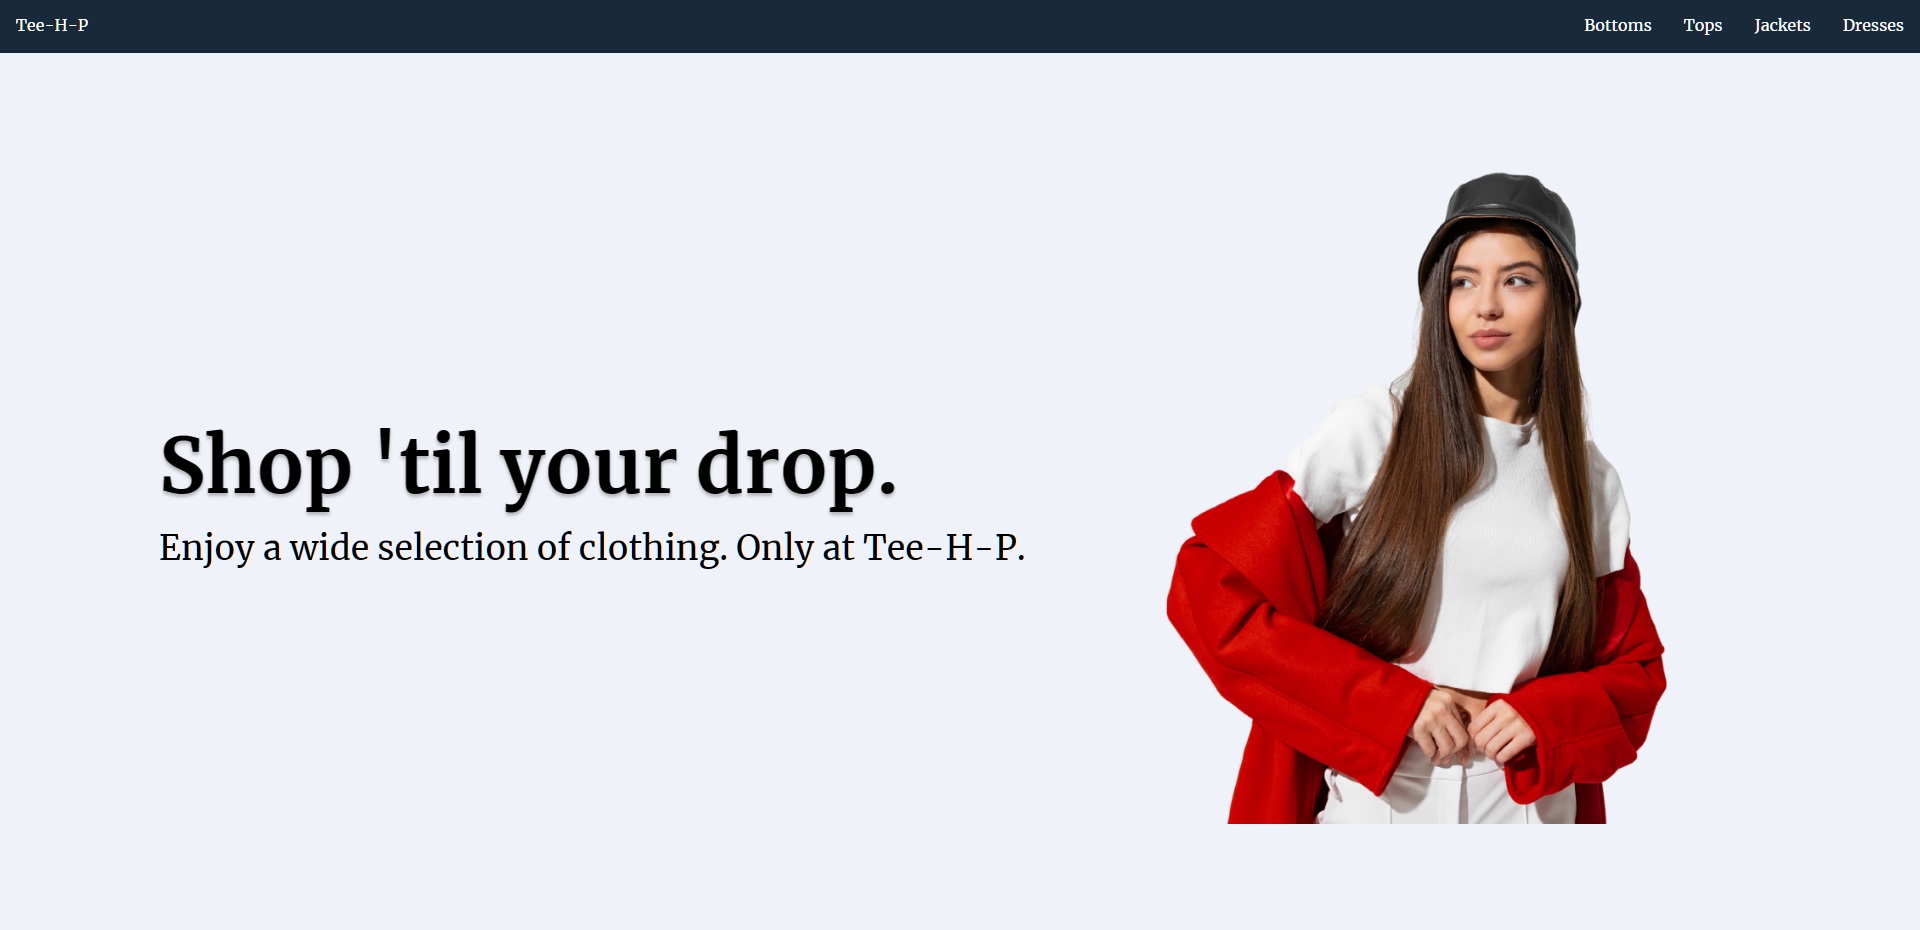 Tee-H-P
Bottoms Tops Jackets Dresses
Shop 'til your drop.
Enjoy a wide selection of clothing. Only at Tee-H-P.